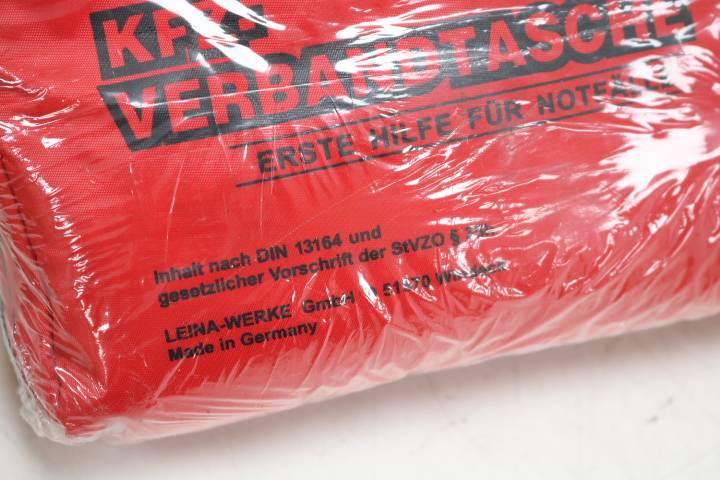 KFZ-
VERBANDTASCHE
ERSTE HILFE FÜR NOTFÄLLE
Inhalt nach DIN 13164 und
gesetzlicher Vorschrift der StVZO §
LEINA-WERKE GmbH
Made in Germany